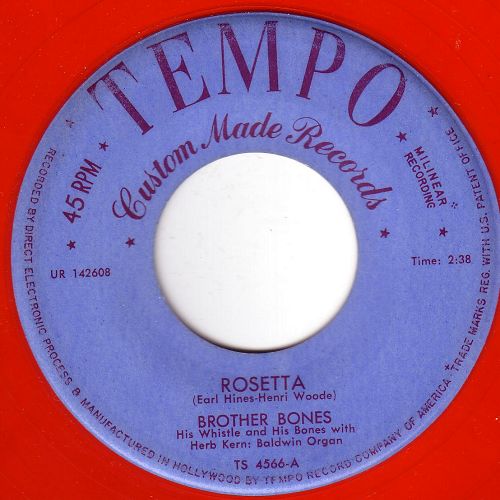 TEMPO
Custom Made Records
45 RPM
MILINEAR
RECORDING
UR 142608
Time: 2:38
ROSETTA
(Earl Hines-Henri Woode)
BROTHER BONES
His Whistle and His Bones with
Herb Kern: Baldwin Organ
TS 4566-A
RECORDED BY DIRECT ELECTRONIC PROCESS & MANUFACTURED IN HOLLYWOOD BY TEMPO RECORD COMPANY OF AMERICA
TRADE MARKS REG. WITH U.S. PATENT OFFICE